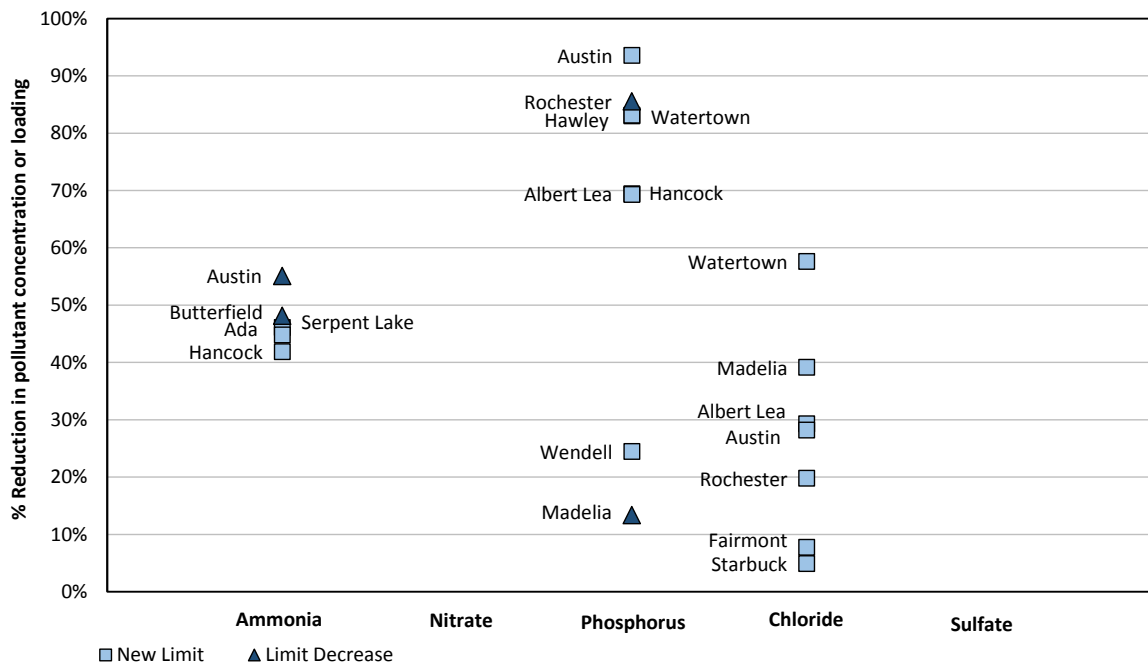 % Reduction in pollutant concentration or loading
100%
90%
80%
70%
60%
50%
40%
30%
20%
10%
0%
Austin
Butterfield
Ada
Serpent Lake
Hancock
Austin
Rochester
Hawley
Watertown
Albert Lea
Hancock
Wendell
Madelia
Watertown
Madelia
Albert Lea
Austin
Rochester
Fairmont
Starbuck
Ammonia
Nitrate
Phosphorus
Chloride
Sulfate
New Limit
Limit Decrease